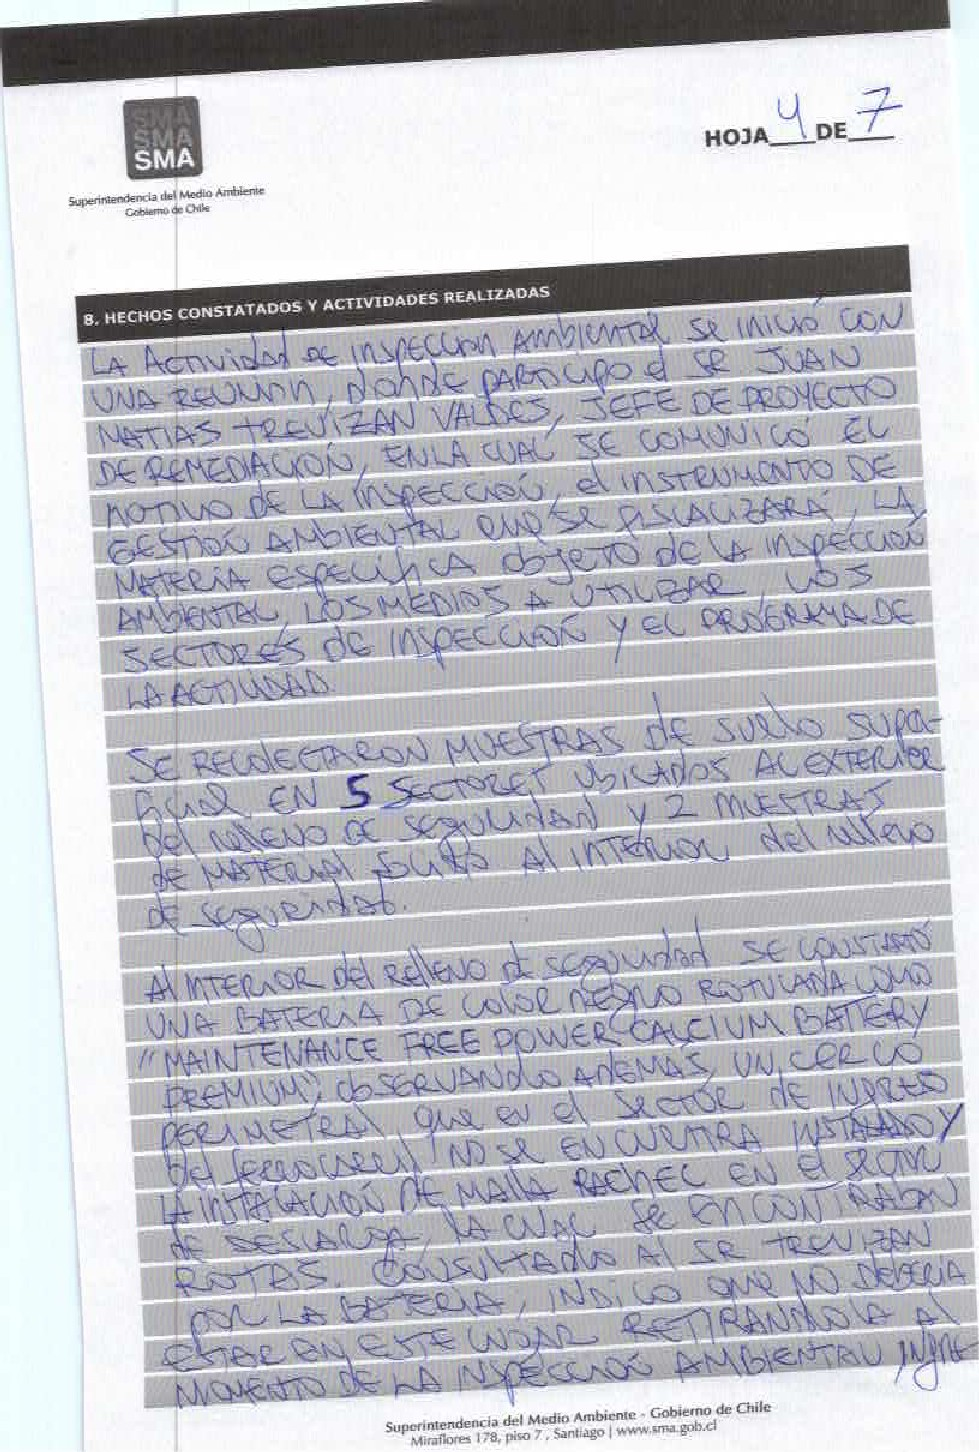 SMA
SMA
SMA
Superintendencia del Medio Ambiente
Gobierno de Chile
HOJA 4 DE 7
8. HECHOS CONSTATADOS Y ACTIVIDADES REALIZADAS
LA ACTIVIDAD DE INSPECCION AMBIENTAL SE INICIÓ CON
UNA REUNION, DONDE PARTICIPO el SR JUAN
MATIAS TREVIZAN VALDES, JEFE DE PROYECTO
DE REMEDIACIÓN, EN LA CUAL SE COMUNICÓ EL
MOTIVO DE LA INSPECCIÓN, el INSTRUMENTO DE
GESTIÓN AMBIENTAL QUE SE FISCALIZARÁ, LA
MATERIA ESPECÍFICA objETO DE LA INSPECCIÓN
AMBIENTAL, LOS MEDIOS A UTILIZAR, LOS
SECTORES DE INSPECCIÓN Y EL PROGRAMA DE
LA ACTIVIDAD.
SE RECOLECTARON MUESTRAS DE SUELO SUPER-
ficial EN 5 SECTORES UBICADOS AL EXTERIOR
Del RELLENO DE SEGURIDAD Y 2 MUESTRAS
DE MATERIAL SOLIDO AL INTERIOR del relleno
DE SEGURIDAD.
Al INTERIOR DEL RELLENO DE SEGURIDAD SE CONSTATÓ
UNA BATERIA DE COLOR NEGRO ROTULADA COMO
"MAINTENANCE FREE POWER CALCIUM BATTERY
PREMIUM", OBSERVANDO ADEMÁS, UN CERCO
PERIMETRAL, que en el SECTOR DE INGRESO
Del ferrocarril NO SE ENCUENTRA INSTALADO Y
LA INSTALACIÓN DE MALLA RACHEL EN el SECTOR
DE DESCARGA, LA CUAL SE ENCONTRABAN
ROTAS. CONSULTADO Al SR TREVIZAN
POR LA BATERIA, INDICO QUE NO DEBERIA
ESTAR EN ESTE LUGAR RETIRANDOLA Al
MOMENTO DE LA INSPECCIÓN AMBIENTAL
Superintendencia del Medio Ambiente - Gobierno de Chile
Miraflores 178, piso 7, Santiago | www.sma.gob.cl